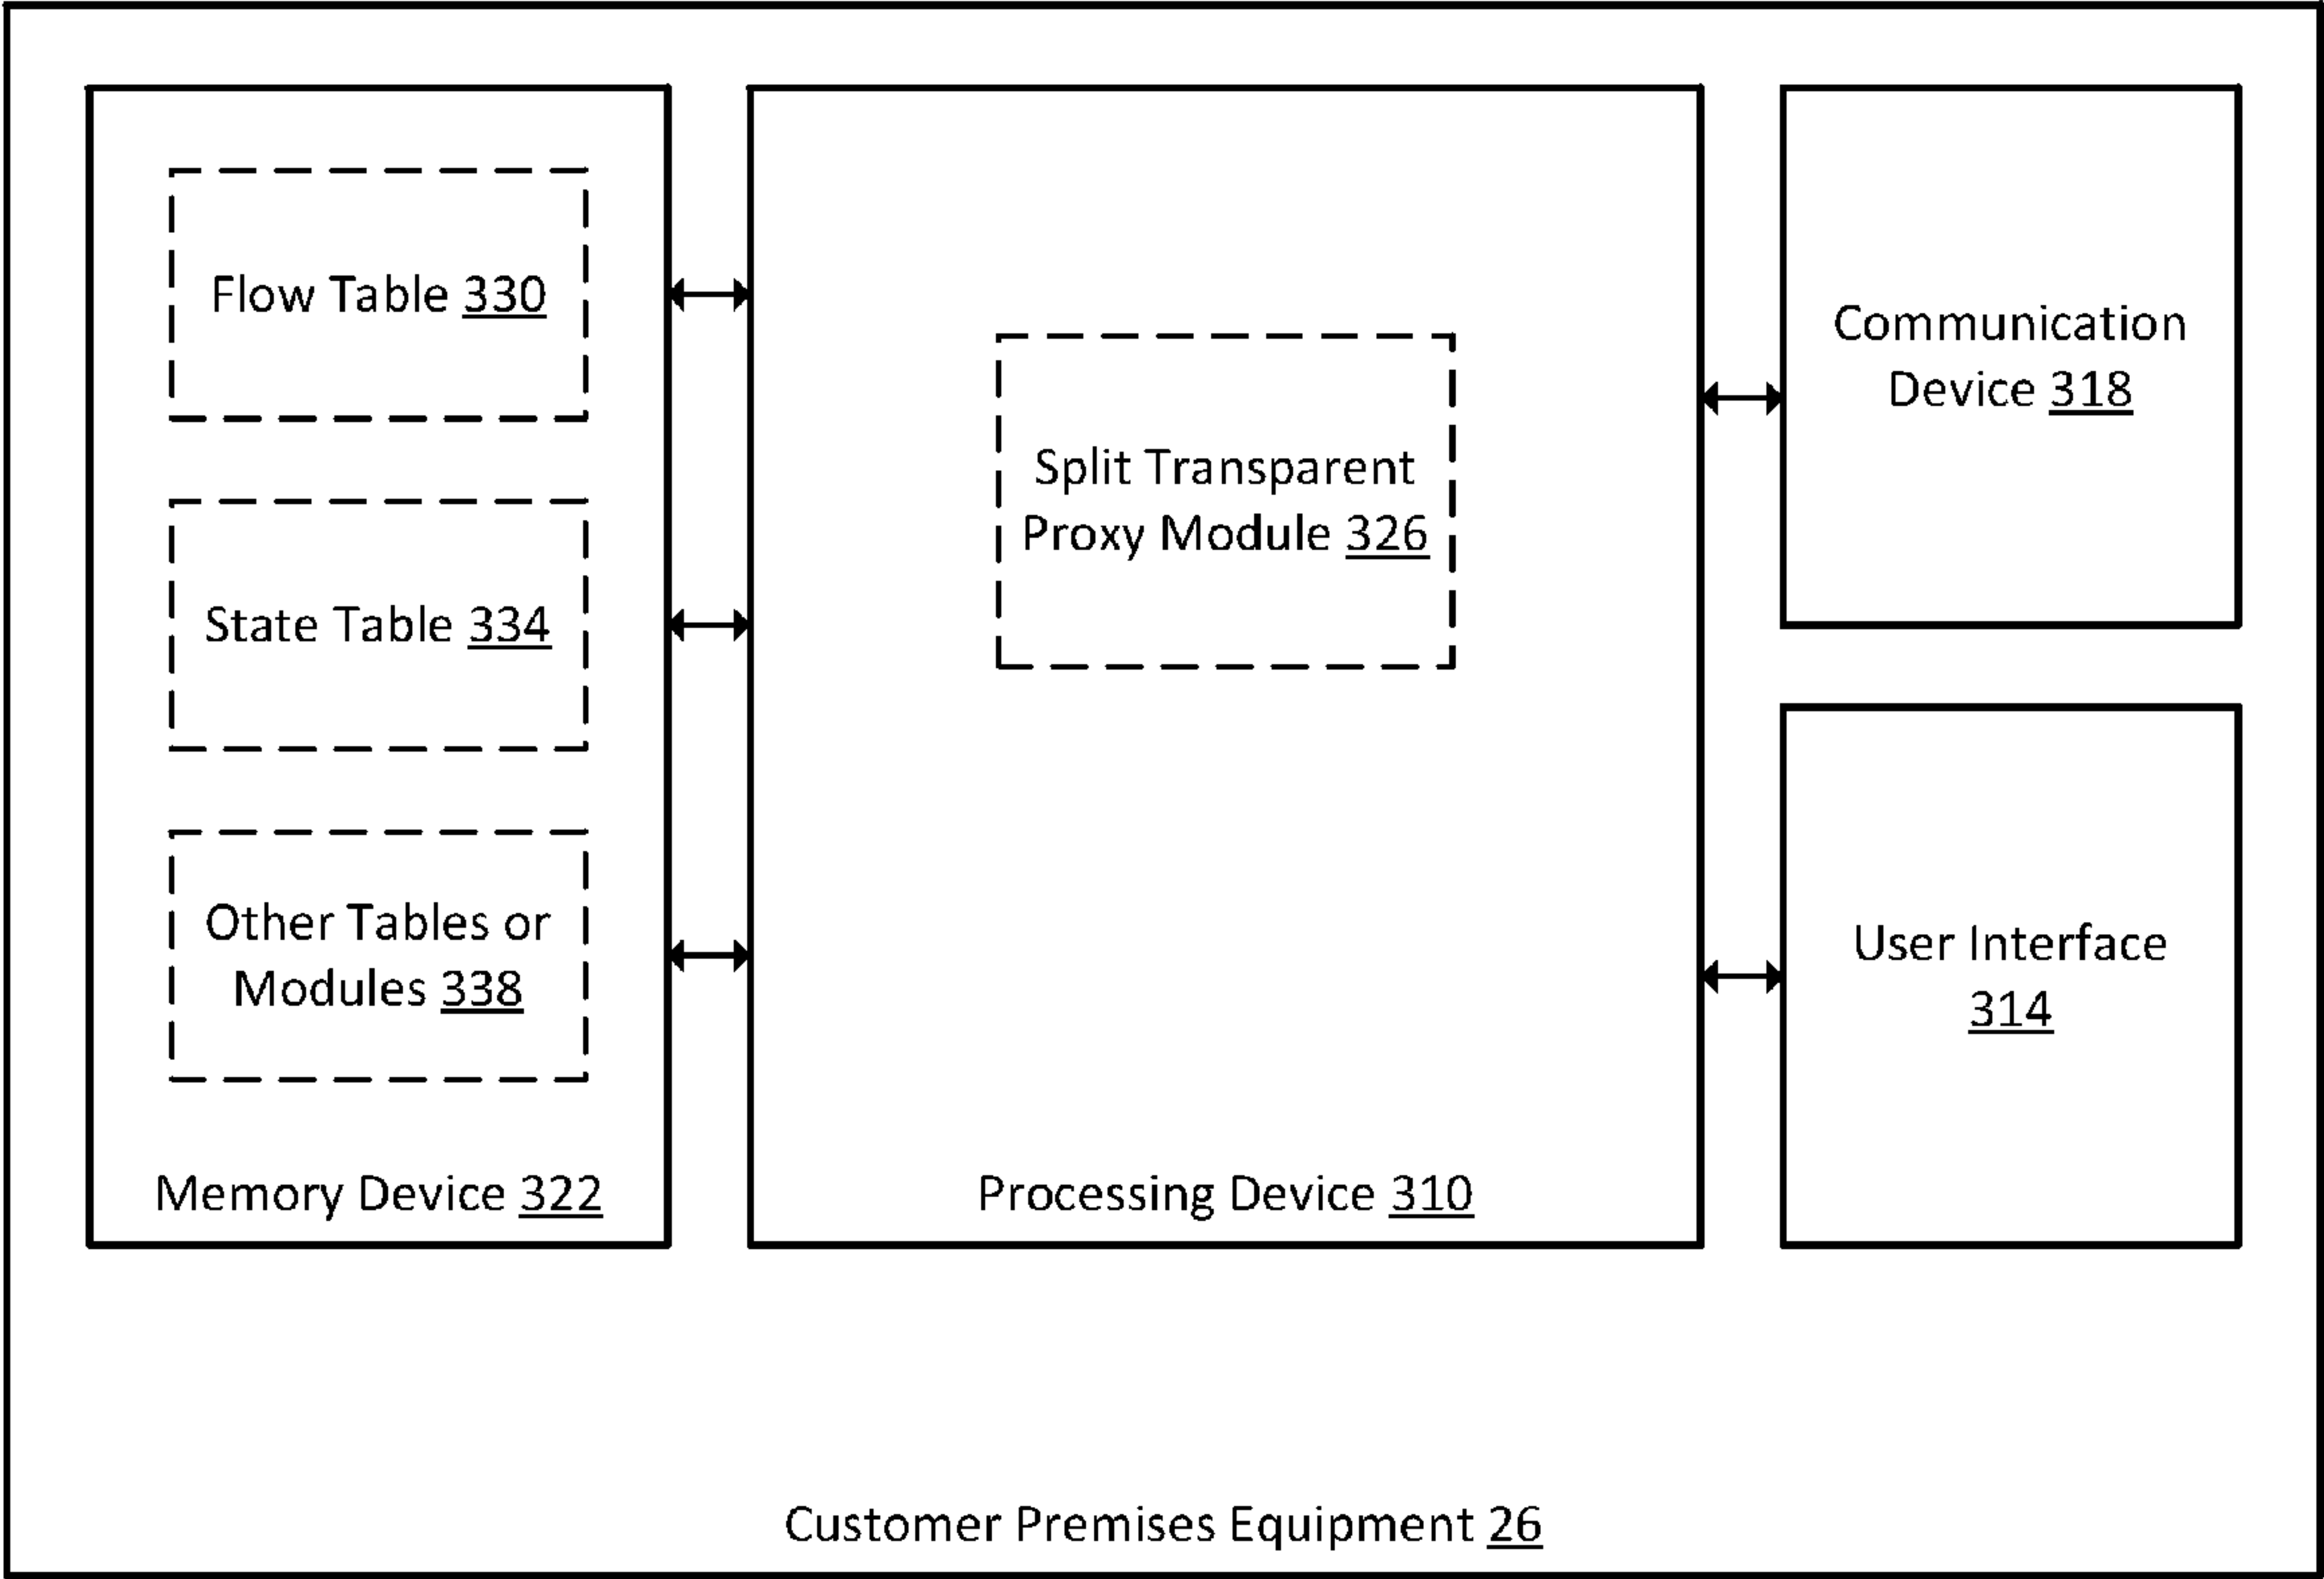 Flow Table 330
State Table 334
Other Tables or
Modules 338
Memory Device 322
Split Transparent
Proxy Module 326
Processing Device 310
Communication
Device 318
User Interface
314
Customer Premises Equipment 26